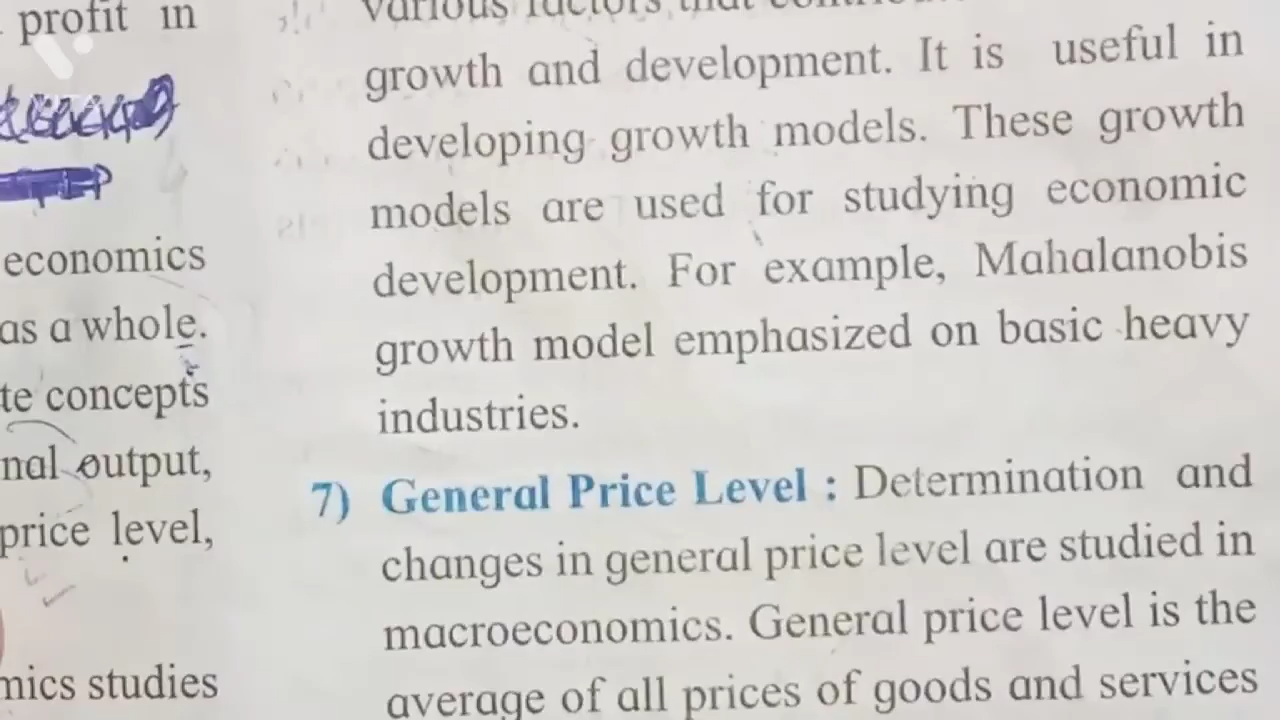 profit in
economics
as a whole.
te concepts
nal output,
price level,
mics studies
various factors that
growth and development. It is useful in
developing growth models. These growth
models are used for studying economic
development. For example, Mahalanobis
growth model emphasized on basic heavy
industries.
7) General Price Level : Determination and
changes in general price level are studied in
macroeconomics. General price level is the
average of all prices of goods and services